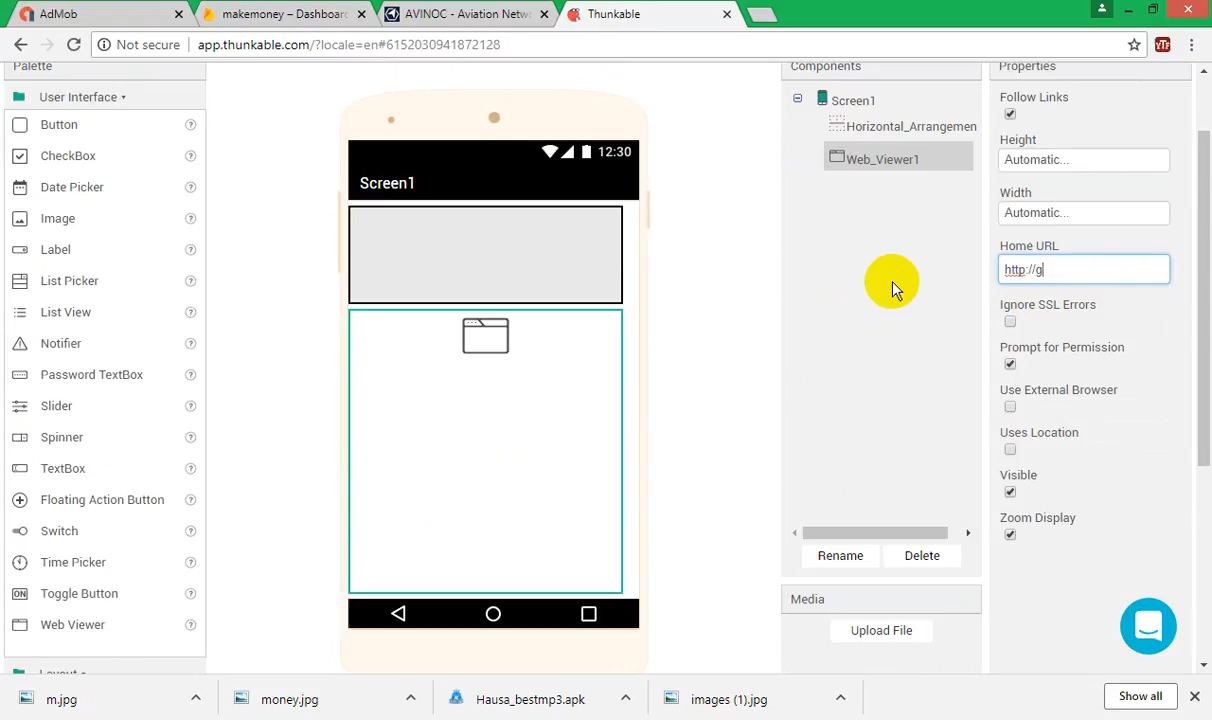 AdMob
makemoney – Dashboard
AVINOC - Aviation Netw
Thunkable
Not secure
app.thunkable.com/?locale=en#6152030941872128
YTF
Palette
User Interface
Button
CheckBox
Date Picker
Image
Label
List Picker
List View
Notifier
Password TextBox
Slider
Spinner
TextBox
Floating Action Button
Switch
Time Picker
ON
Toggle Button
Web Viewer
Layout
12:30
Screen1
Components
Screen1
Horizontal_Arrangemen
Web_Viewer1
Rename
Delete
Media
Upload File
Properties
Follow Links
Height
Automatic...
Width
Automatic...
Home URL
http://g
Ignore SSL Errors
Prompt for Permission
Use External Browser
Uses Location
Visible
Zoom Display
m.jpg
money.jpg
Hausa_bestmp3.apk
images (1).jpg
Show all